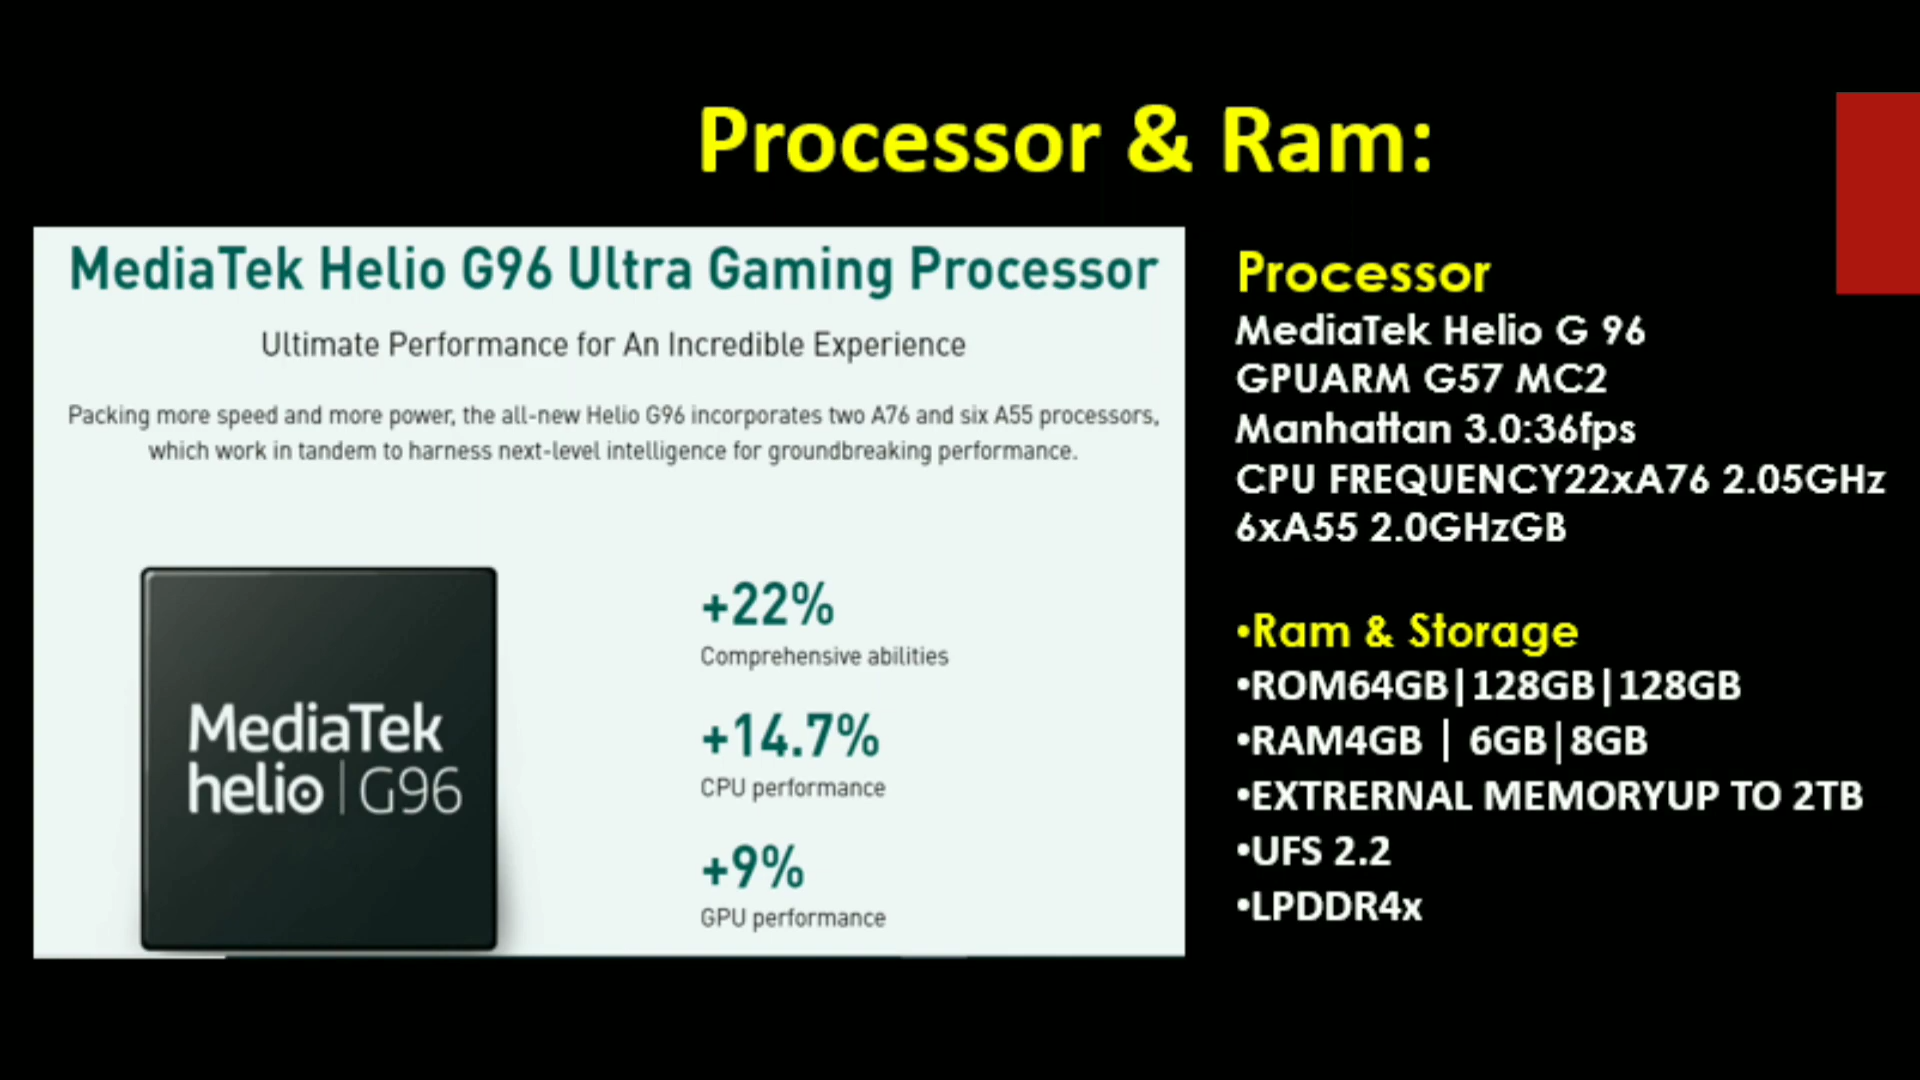 Processor & Ram:
MediaTek Helio G96 Ultra Gaming Processor
Ultimate Performance for An Incredible Experience
Packing more speed and more power, the all-new Helio G96 incorporates two A76 and six A55 processors,
which work in tandem to harness next-level intelligence for groundbreaking performance.
MediaTek
helio | G96
+22%
Comprehensive abilities
+14.7%
CPU performance
+9%
GPU performance
Processor
MediaTek Helio G 96
GPUARM G57 MC2
Manhattan 3.0:36fps
CPU FREQUENCY22xA76 2.05GHz
6xA55 2.0GHzGB
•Ram & Storage
•ROM64GB|128GB|128GB
•RAM4GB | 6GB|8GB
•EXTRERNAL MEMORYUP TO 2TB
•UFS 2.2
•LPDDR4x